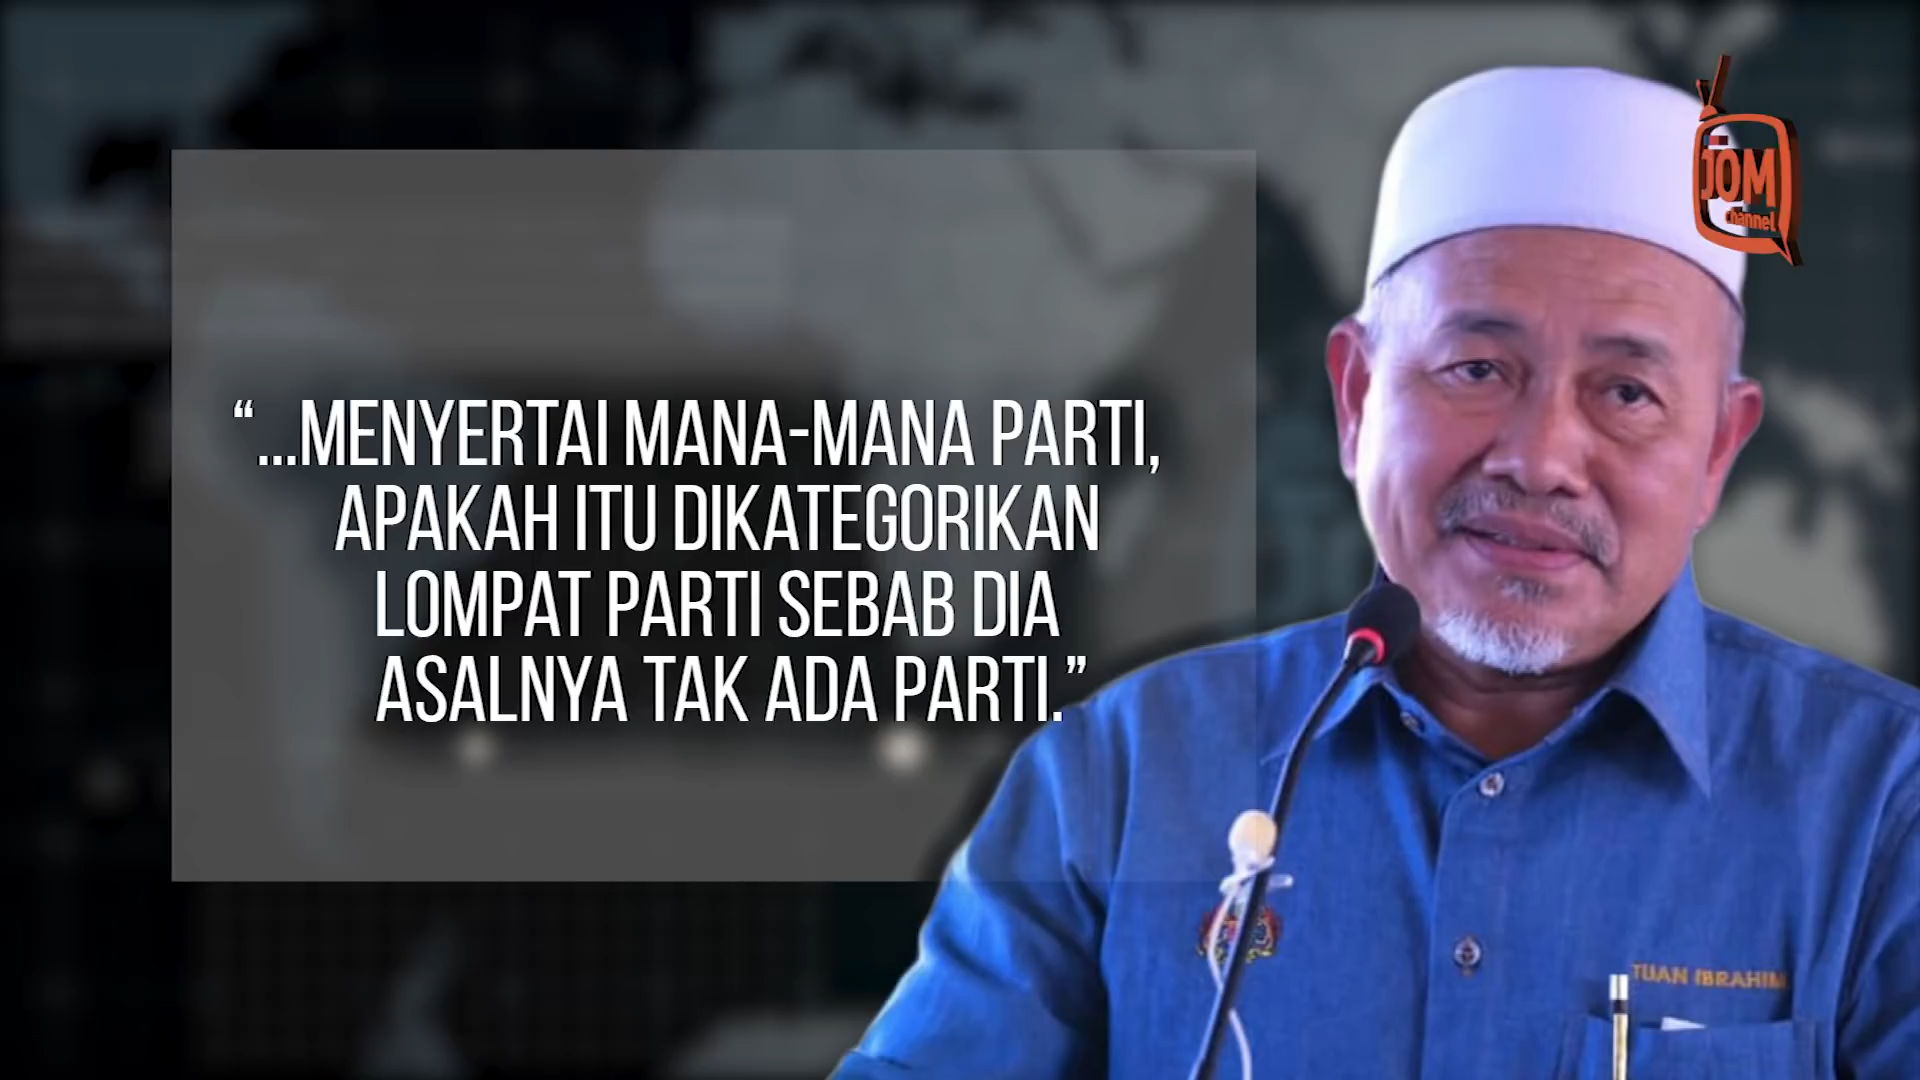 “...MENYERTAI MANA-MANA PARTI,
APAKAH ITU DIKATEGORIKAN
LOMPAT PARTI SEBAB DIA
ASALNYA TAK ADA PARTI.”
JOM
channel
TUAN IBRAHIM